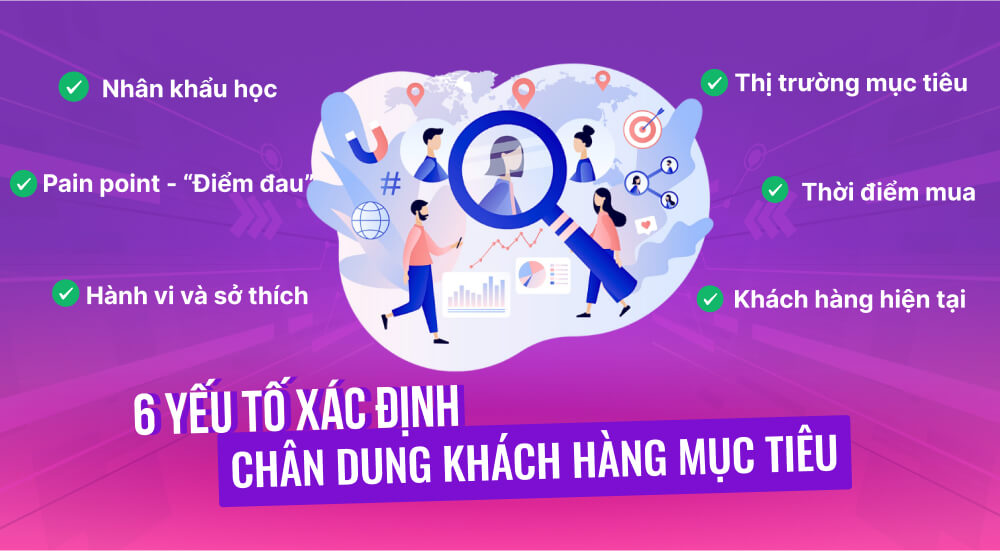 Nhân khẩu học
Pain point - “Điểm đau”
Hành vi và sở thích
Thị trường mục tiêu
Thời điểm mua
Khách hàng hiện tại
#
6 YẾU TỐ XÁC ĐỊNH
CHÂN DUNG KHÁCH HÀNG MỤC TIÊU